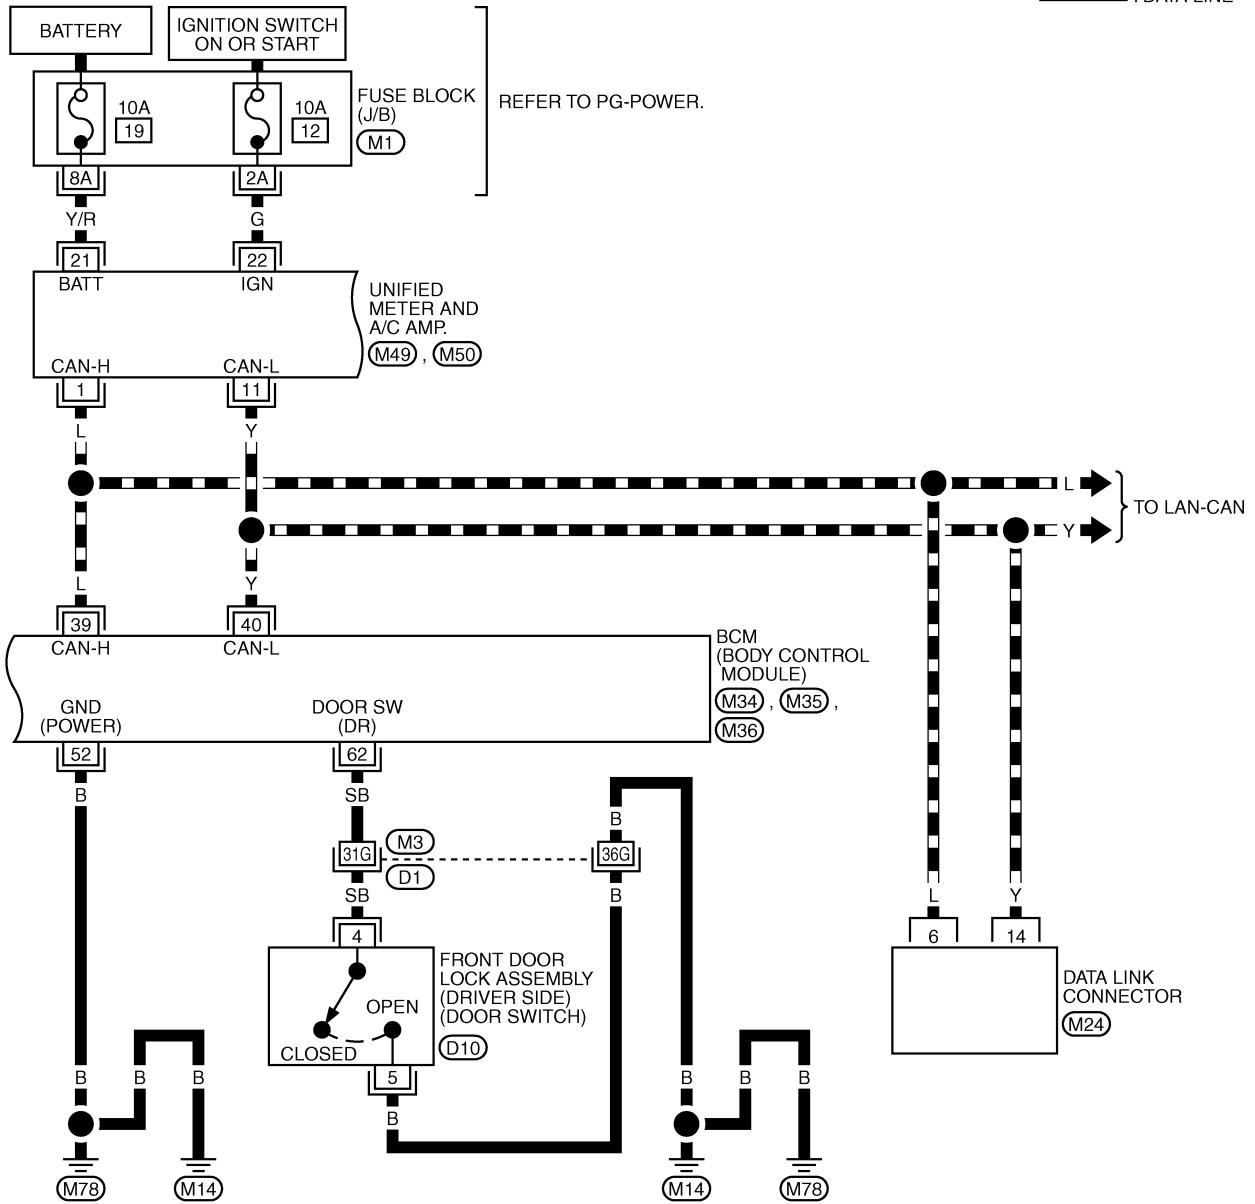 : DATA LINE
BATTERY
IGNITION SWITCH
ON OR START
10A
19
10A
12
FUSE BLOCK
(J/B)
M1
REFER TO PG-POWER.
8A
2A
Y/R
G
21
22
BATT
IGN
UNIFIED
METER AND
A/C AMP.
M49 , M50
CAN-H
CAN-L
1
11
L
Y
L
Y
TO LAN-CAN
L
Y
39
40
CAN-H
CAN-L
BCM
(BODY CONTROL
MODULE)
M34 , M35 ,
M36
GND
(POWER)
DOOR SW
(DR)
52
62
B
SB
B
31G
M3
D1
36G
SB
B
L
Y
4
6
14
FRONT DOOR
LOCK ASSEMBLY
(DRIVER SIDE)
(DOOR SWITCH)
D10
OPEN
CLOSED
DATA LINK
CONNECTOR
M24
5
B
B
B
B
B
B
B
M78
M14
M14
M78